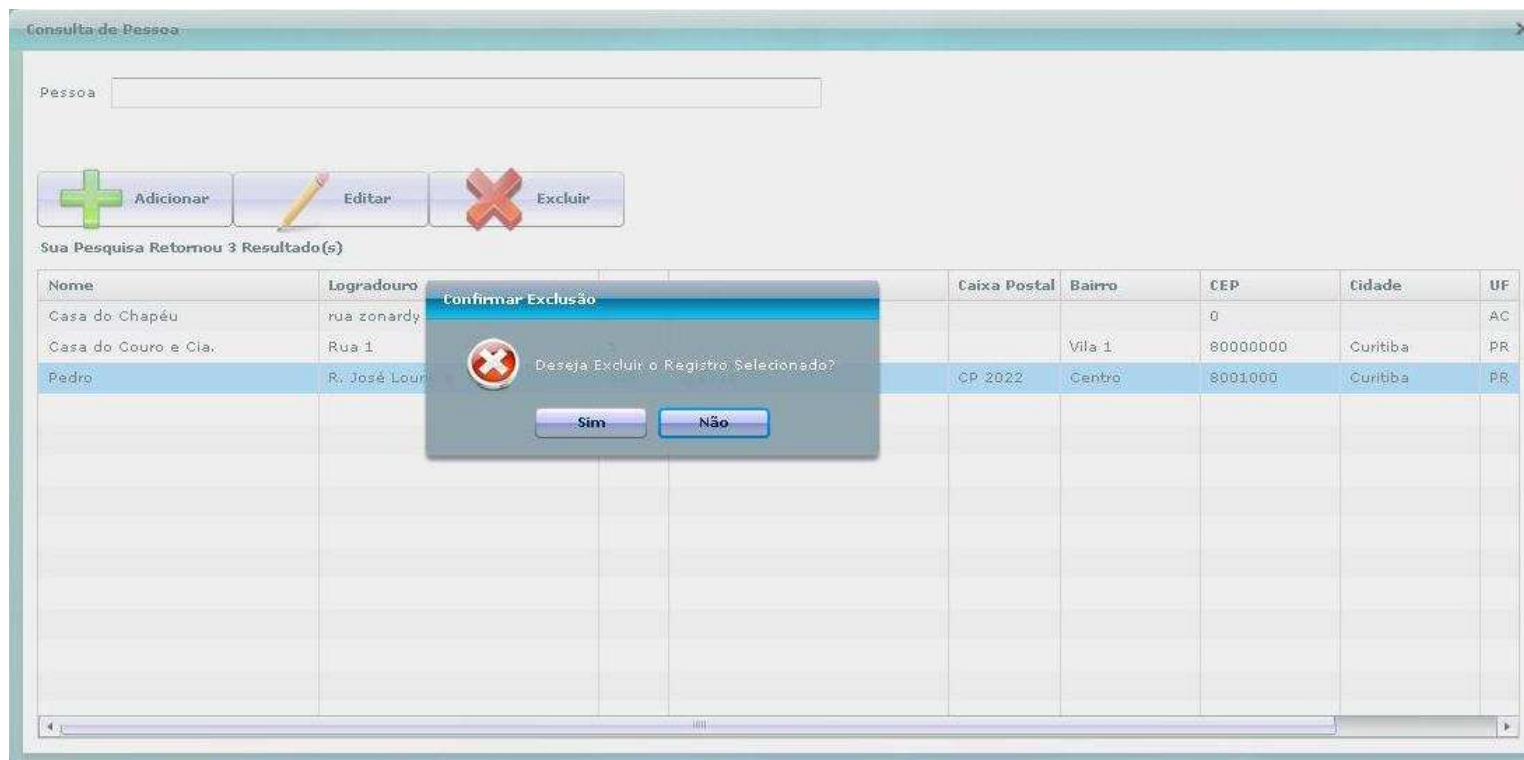 Consulta de Pessoa
Pessoa
Adicionar Editar Excluir
Sua Pesquisa Retornou 3 Resultado(s)
Nome Logradouro Caixa Postal Bairro CEP Cidade UF
Confirmar Exclusão
Casa do Chapéu rua zonardy 0 AC
Casa do Couro e Cia. Rua 1 Vila 1 80000000 Curitiba PR
Deseja Excluir o Registro Selecionado?
Pedro R. José CP 2022 Centro 8001000 Curitiba PR
Sim Não